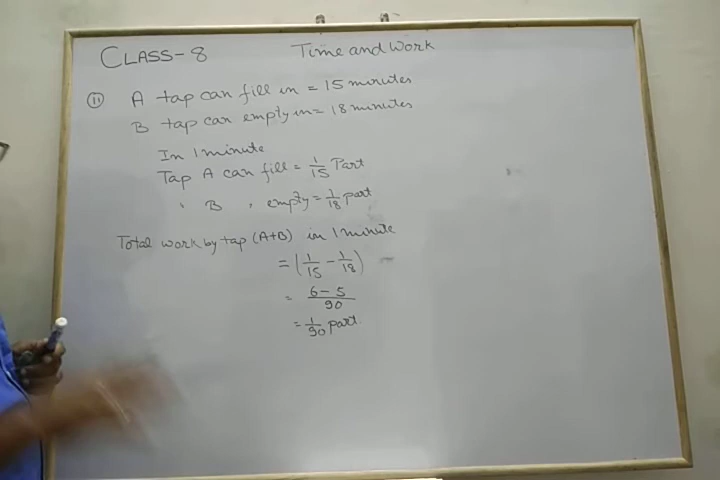 CLASS-8 Time and Work
(11) A tap can fill in = 15 minutes
B tap can empty in = 18 minutes
In 1 minute
Tap A can fill = 1/15 Part
" B " empty = 1/18 part
Total work by tap (A+B) in 1 minute
= (1/15 - 1/18)
= 6-5/90
= 1/90 part